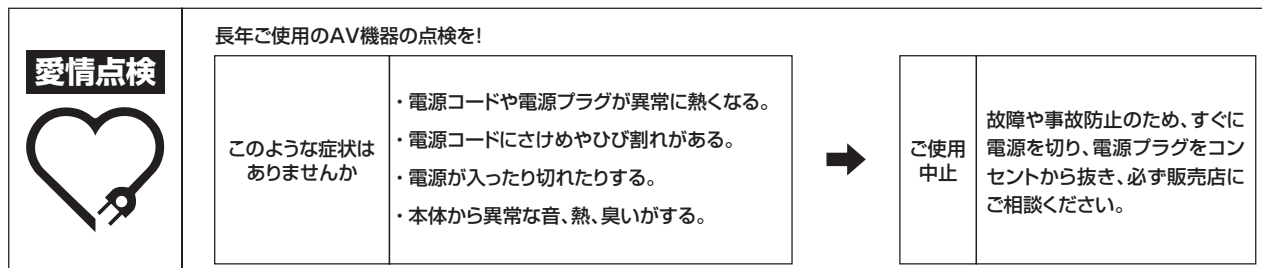 愛情点検
長年ご使用のAV機器の点検を!
このような症状は
ありませんか
・電源コードや電源プラグが異常に熱くなる。
・電源コードにさけめやひび割れがある。
・電源が入ったり切れたりする。
・本体から異常な音、熱、臭いがする。
ご使用
中止
故障や事故防止のため、すぐに
電源を切り、電源プラグをコン
セントから抜き、必ず販売店に
ご相談ください。